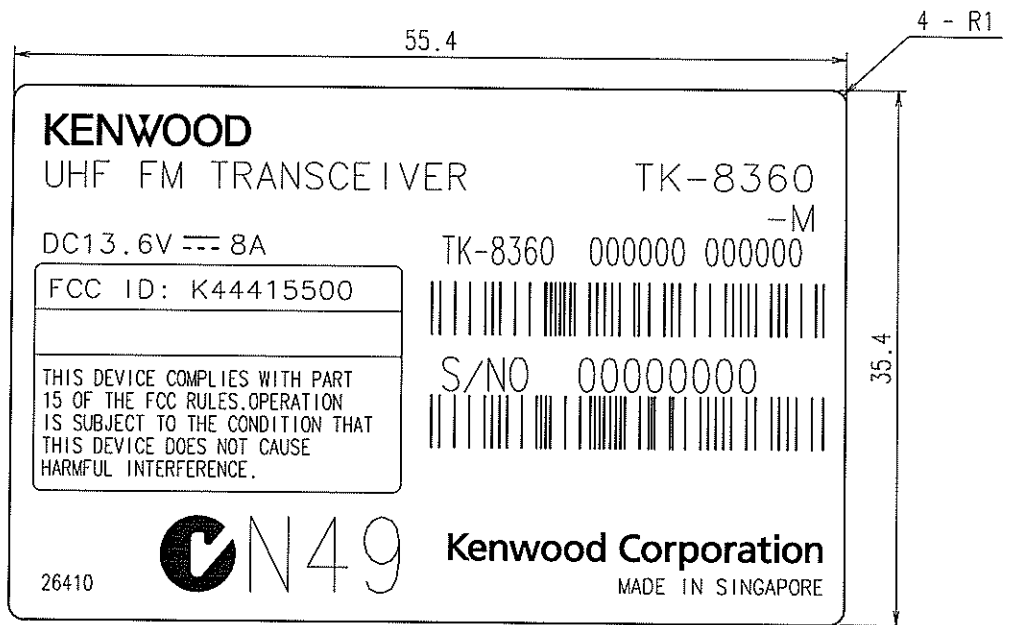 4 - R1
55.4
KENWOOD
UHF FM TRANSCEIVER TK-8360
-M
DC13.6V 8A
TK-8360 000000 000000
FCC ID: K44415500
35.4
S/NO 00000000
THIS DEVICE COMPLIES WITH PART
15 OF THE FCC RULES.OPERATION
IS SUBJECT TO THE CONDITION THAT
THIS DEVICE DOES NOT CAUSE
HARMFUL INTERFERENCE.
N49
Kenwood Corporation
26410
MADE IN SINGAPORE